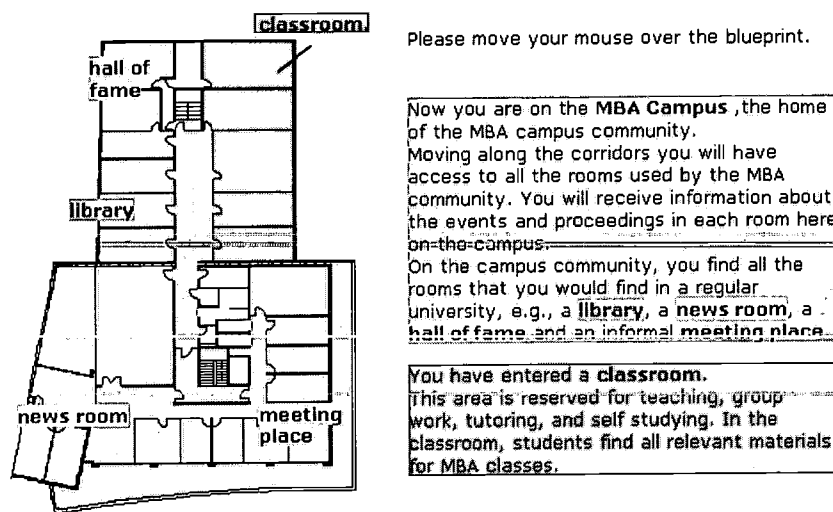 classroom.
hall of
fame
library
news room
meeting
place
Please move your mouse over the blueprint.
Now you are on the MBA Campus ,the home
of the MBA campus community.
Moving along the corridors you will have
access to all the rooms used by the MBA
community. You will receive information about
the events and proceedings in each room here
on the campus.
On the campus community, you find all the
rooms that you would find in a regular
university, e.g., a library, a news room, a
hall of fame and an informal meeting place.
You have entered a classroom.
This area is reserved for teaching, group
work, tutoring, and self studying. In the
classroom, students find all relevant materials
for MBA classes.